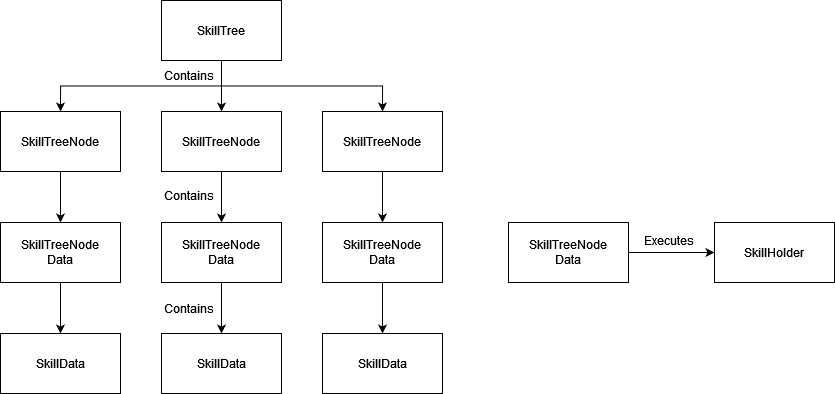 SkillTree
Contains
SkillTreeNode
SkillTreeNode
SkillTreeNode
Contains
SkillTreeNode
Data
SkillTreeNode
Data
SkillTreeNode
Data
SkillTreeNode
Data
Executes
SkillHolder
Contains
SkillData
SkillData
SkillData